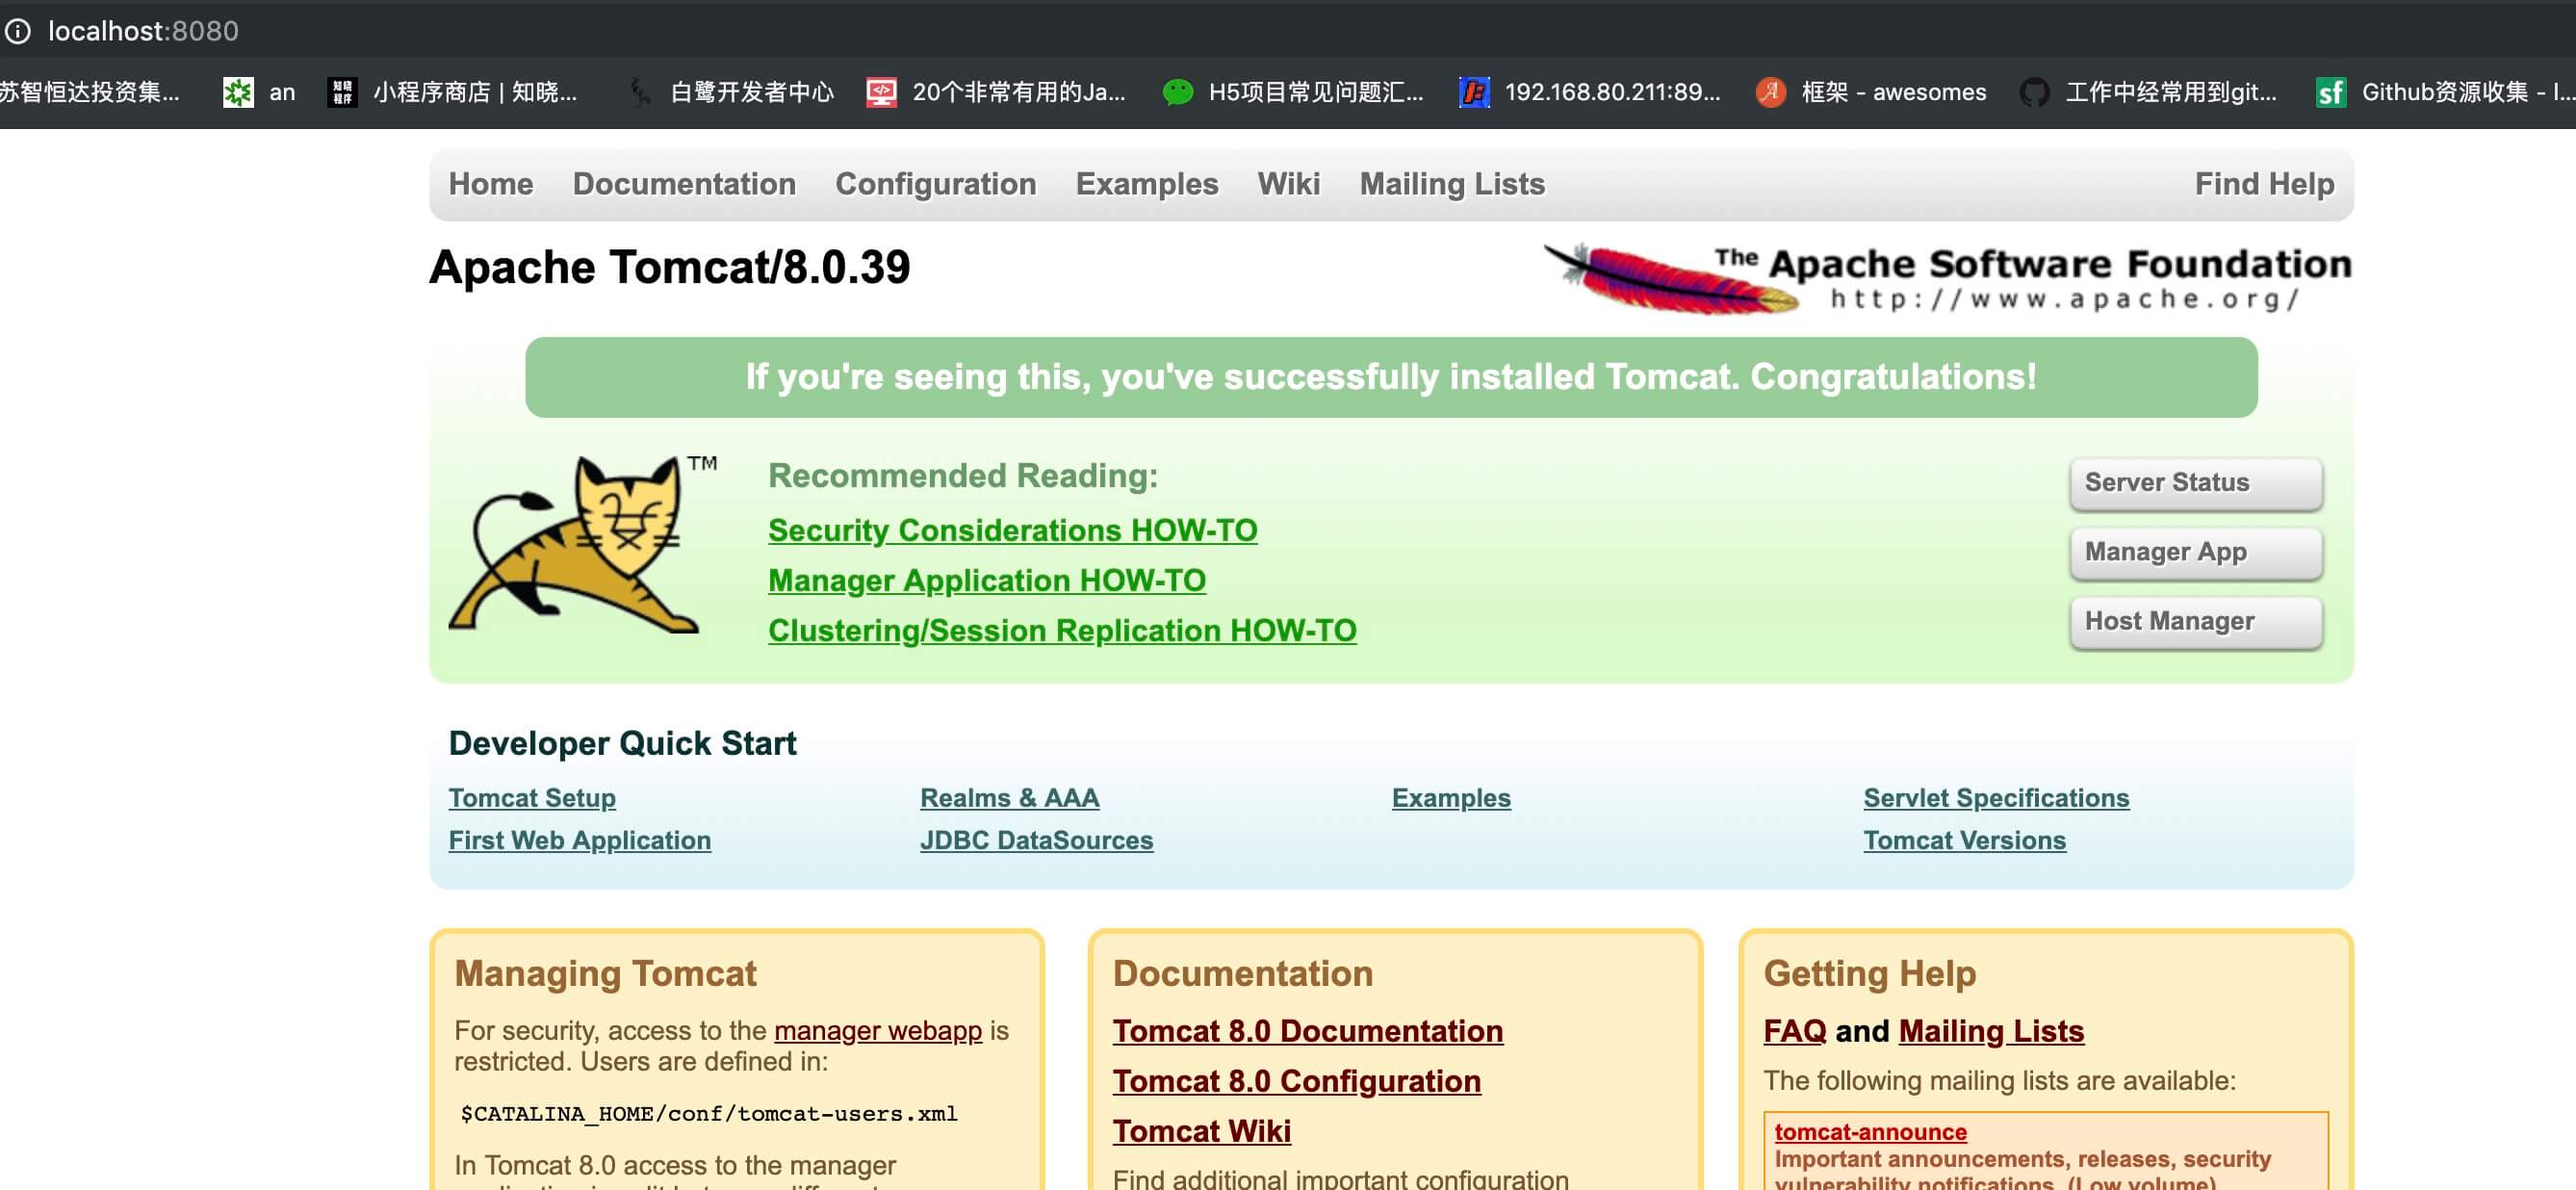 localhost:8080
苏智恒达投资集...
an
小程序商店 | 知晓...
白鹭开发者中心
20个非常有用的Ja...
H5项目常见问题汇...
192.168.80.211:89...
框架 - awesomes
工作中经常用到git...
sf
Github资源收集 - I...
Home Documentation Configuration Examples Wiki Mailing Lists Find Help
Apache Tomcat/8.0.39
The Apache Software Foundation
http://www.apache.org/
If you're seeing this, you've successfully installed Tomcat. Congratulations!
TM
Recommended Reading:
Security Considerations HOW-TO
Manager Application HOW-TO
Clustering/Session Replication HOW-TO
Server Status
Manager App
Host Manager
Developer Quick Start
Tomcat Setup
First Web Application
Realms & AAA
JDBC DataSources
Examples
Servlet Specifications
Tomcat Versions
Managing Tomcat
For security, access to the manager webapp is
restricted. Users are defined in:
$CATALINA_HOME/conf/tomcat-users.xml
In Tomcat 8.0 access to the manager
Documentation
Tomcat 8.0 Documentation
Tomcat 8.0 Configuration
Tomcat Wiki
Find additional important configuration
Getting Help
FAQ and Mailing Lists
The following mailing lists are available:
tomcat-announce
Important announcements, releases, security
vulnerability notifications. (Low volume).